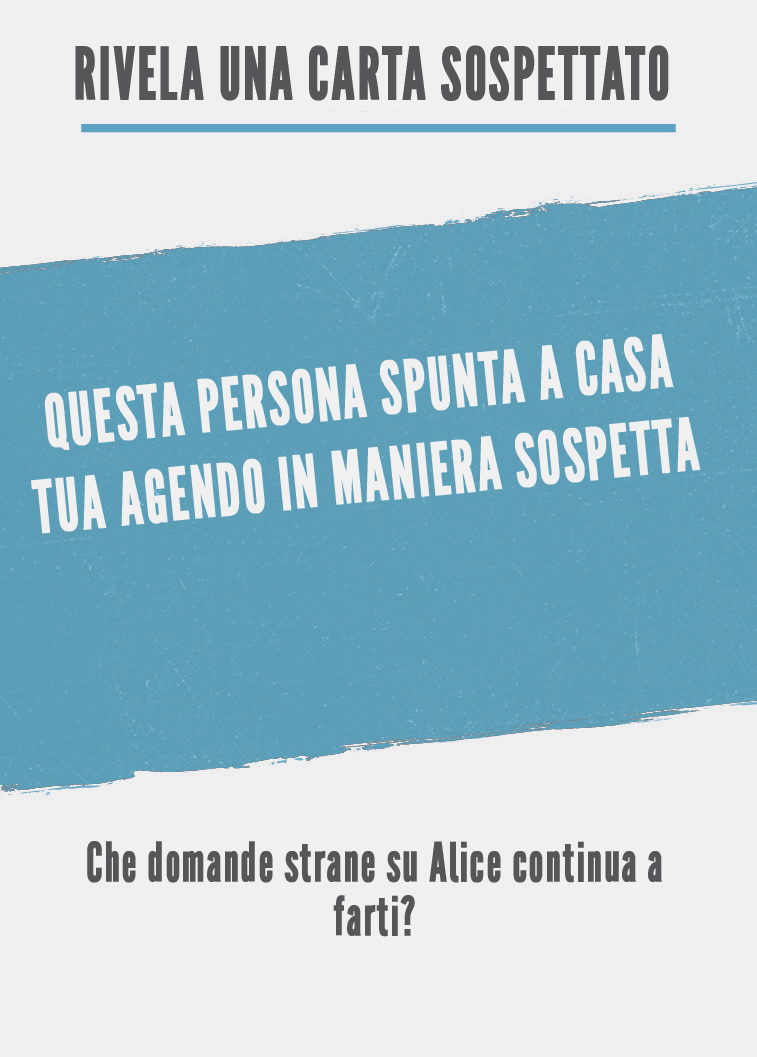 RIVELA UNA CARTA SOSPETTATO
QUESTA PERSONA SPUNTA A CASA
TUA AGENDO IN MANIERA SOSPETTA
Che domande strane su Alice continua a
farti?